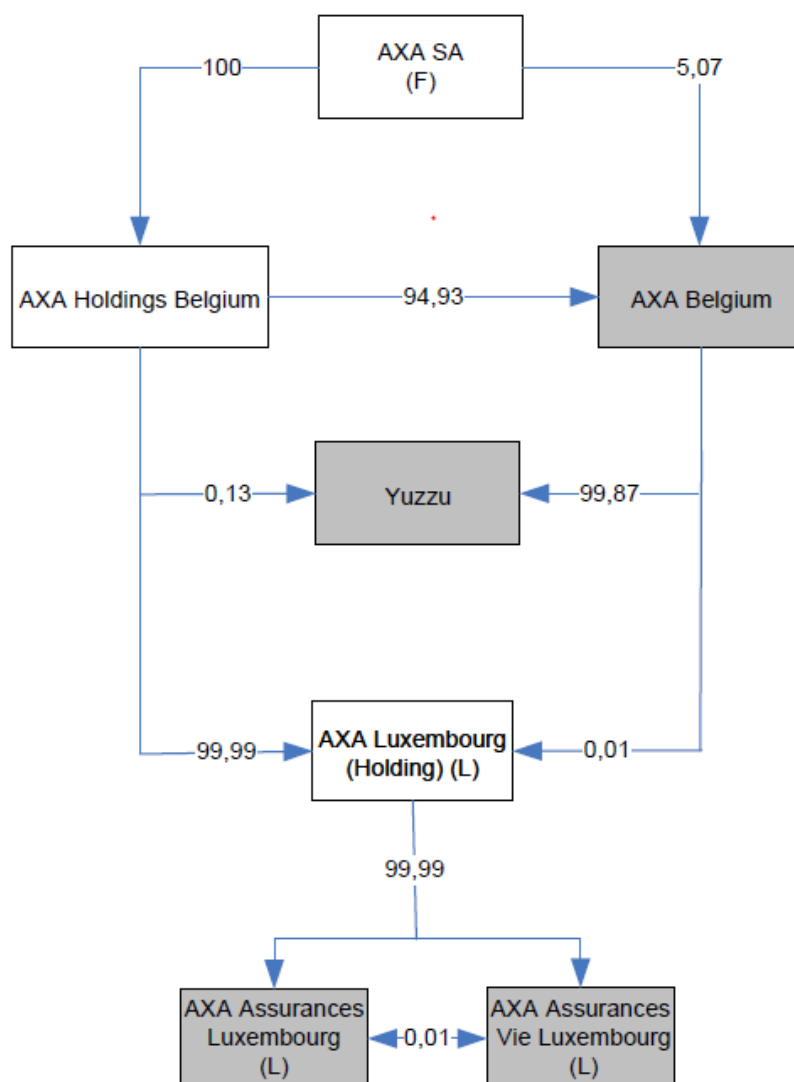 AXA SA
(F)
100
5,07
AXA Holdings Belgium
94,93
AXA Belgium
0,13
Yuzzu
99,87
AXA Luxembourg
(Holding) (L)
99,99
0,01
99,99
AXA Assurances
Luxembourg
(L)
0,01
AXA Assurances
Vie Luxembourg
(L)